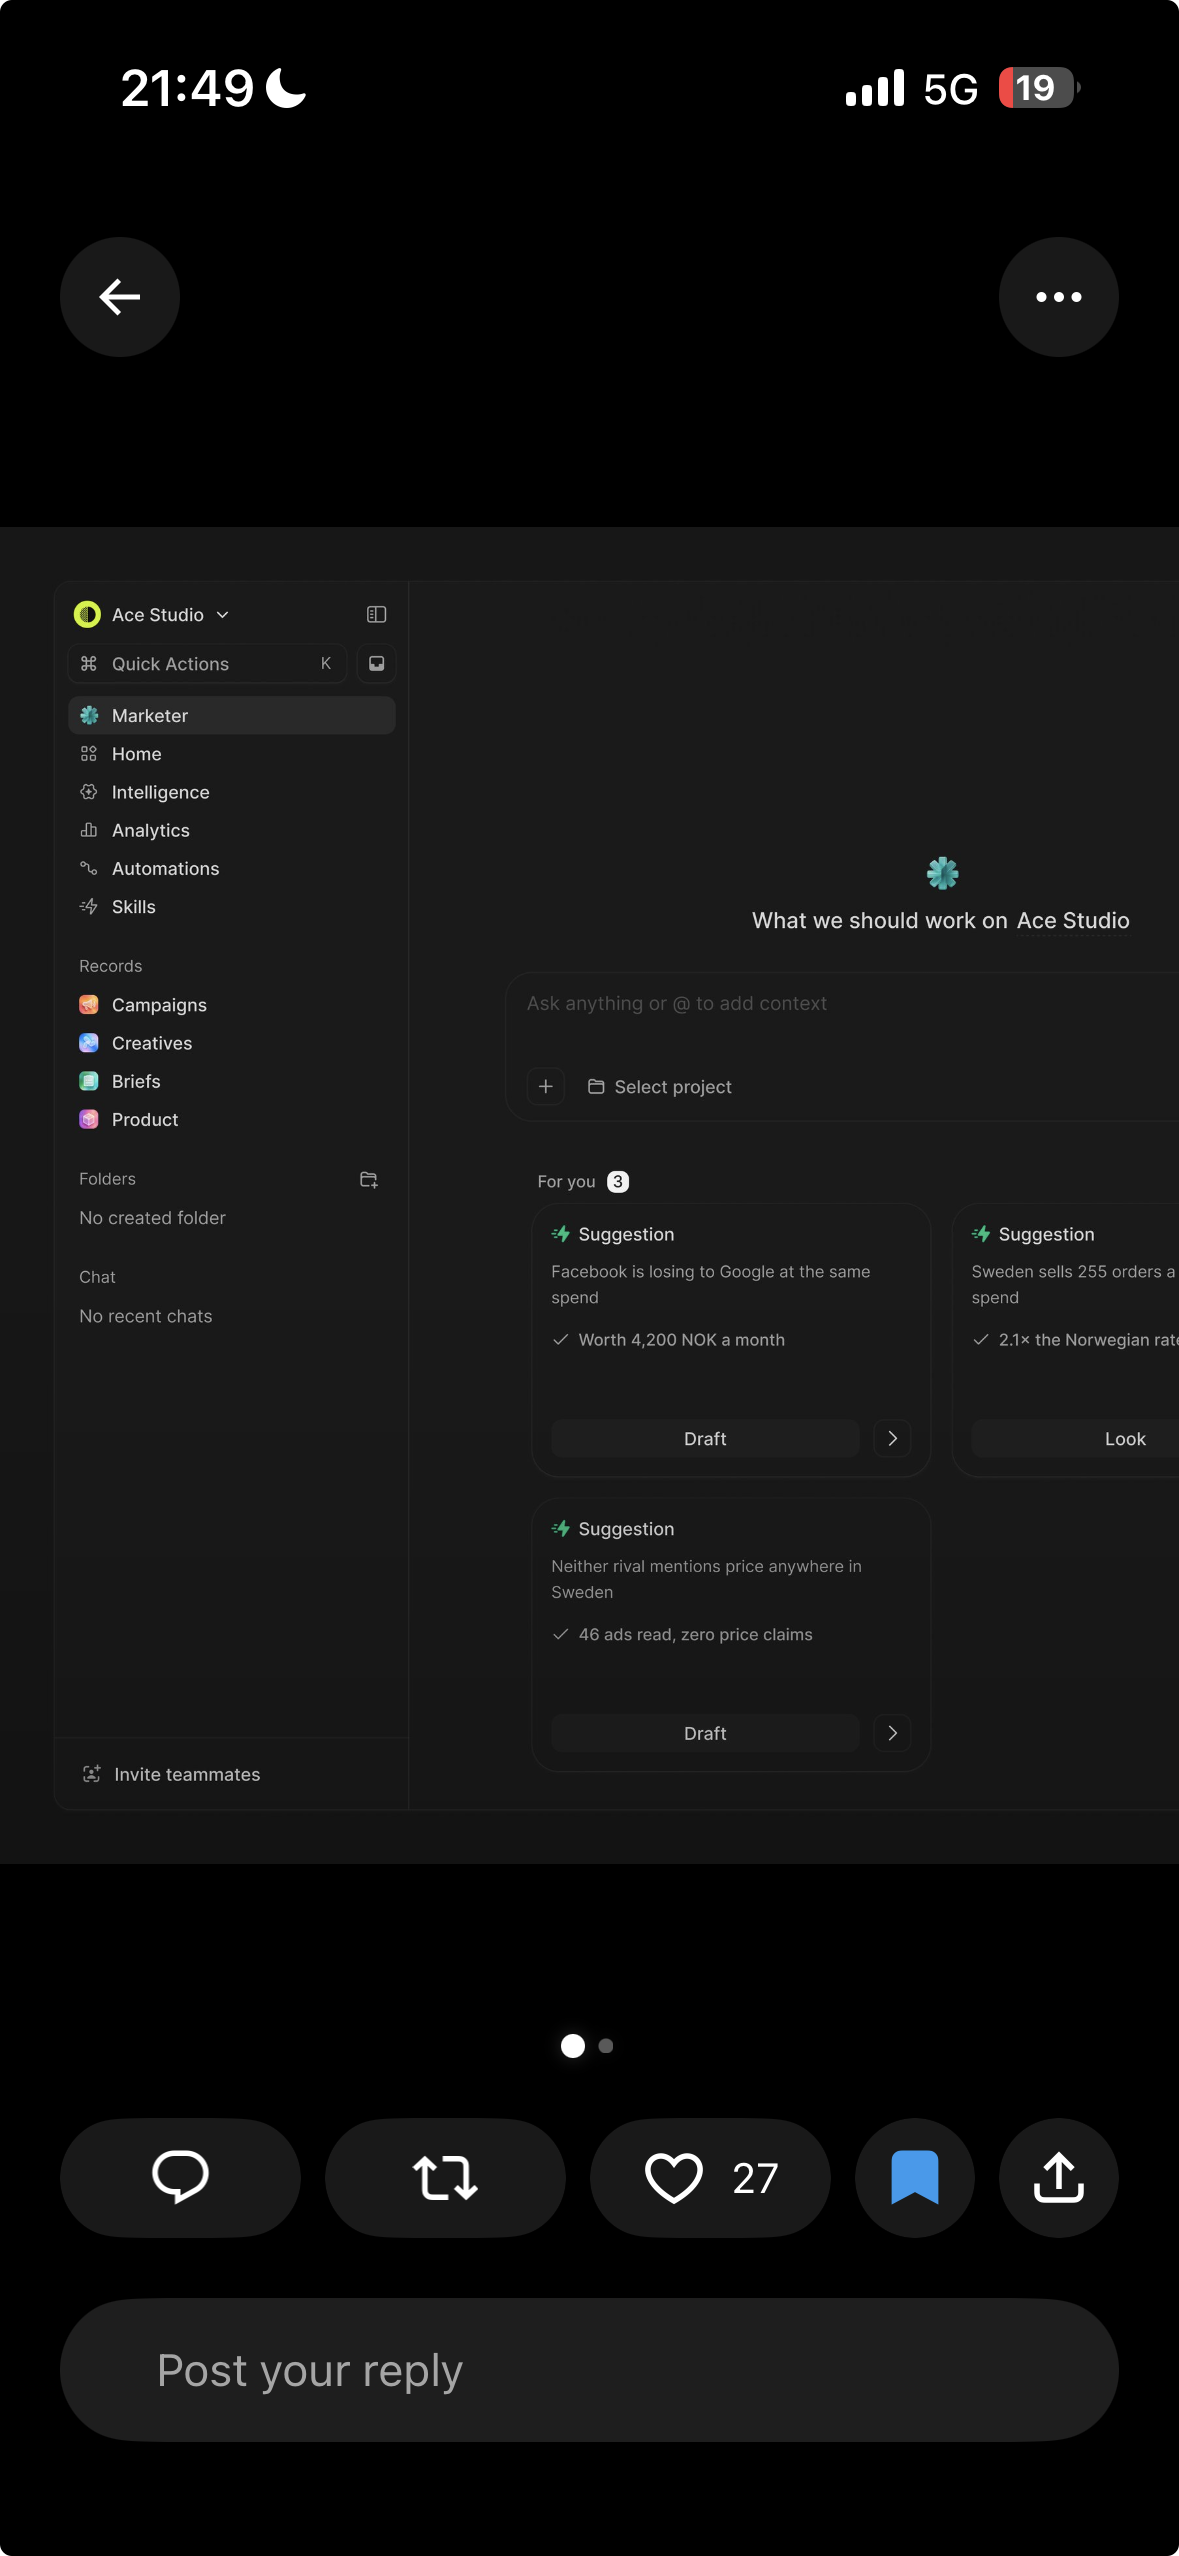 21:49
5G
19
Ace Studio
Quick Actions
K
Marketer
Home
Intelligence
Analytics
Automations
Skills
Records
Campaigns
Creatives
Briefs
Product
Folders
No created folder
Chat
No recent chats
Invite teammates
What we should work on Ace Studio
Ask anything or @ to add context
Select project
For you 3
Suggestion
Facebook is losing to Google at the same
spend
Worth 4,200 NOK a month
Draft
Suggestion
Sweden sells 255 orders a
spend
2.1× the Norwegian rate
Look
Suggestion
Neither rival mentions price anywhere in
Sweden
46 ads read, zero price claims
Draft
27
Post your reply